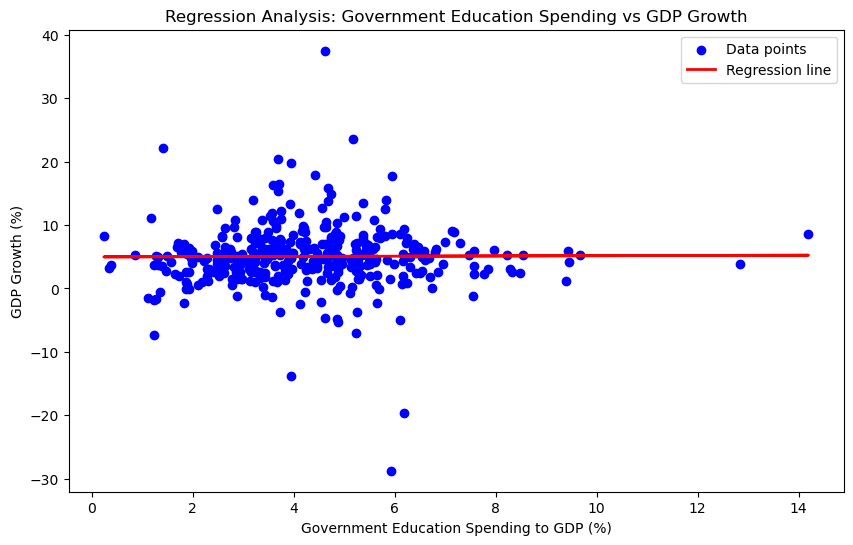 Regression Analysis: Government Education Spending vs GDP Growth
Data points
Regression line
GDP Growth (%)
40
30
20
10
0
−10
−20
−30
0 2 4 6 8 10 12 14
Government Education Spending to GDP (%)